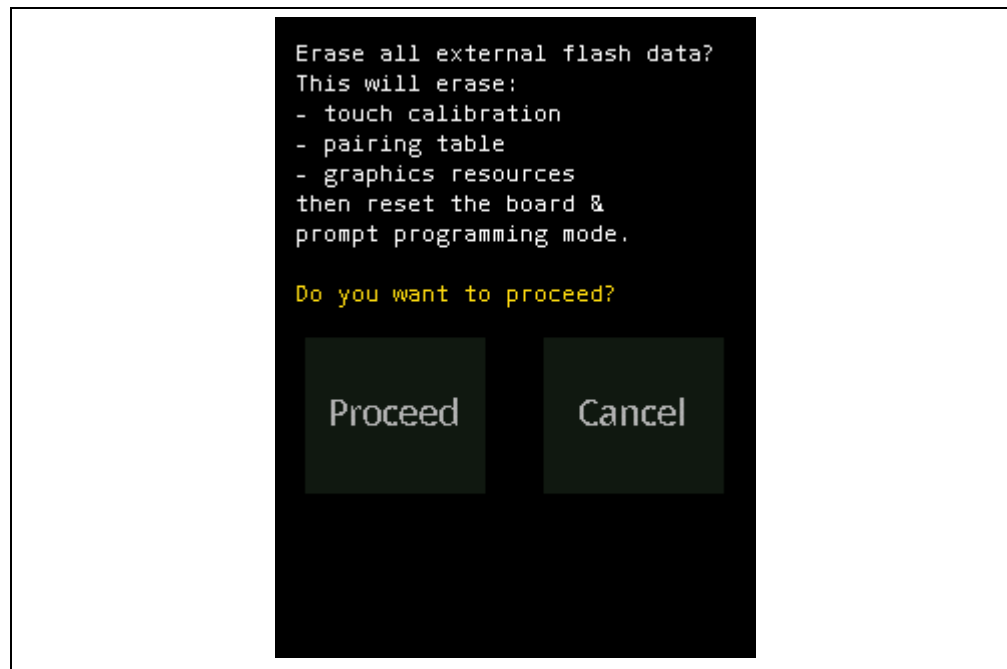 Erase all external flash data?
This will erase:
- touch calibration
- pairing table
- graphics resources
then reset the board &
prompt programming mode.
Do you want to proceed?
Proceed
Cancel